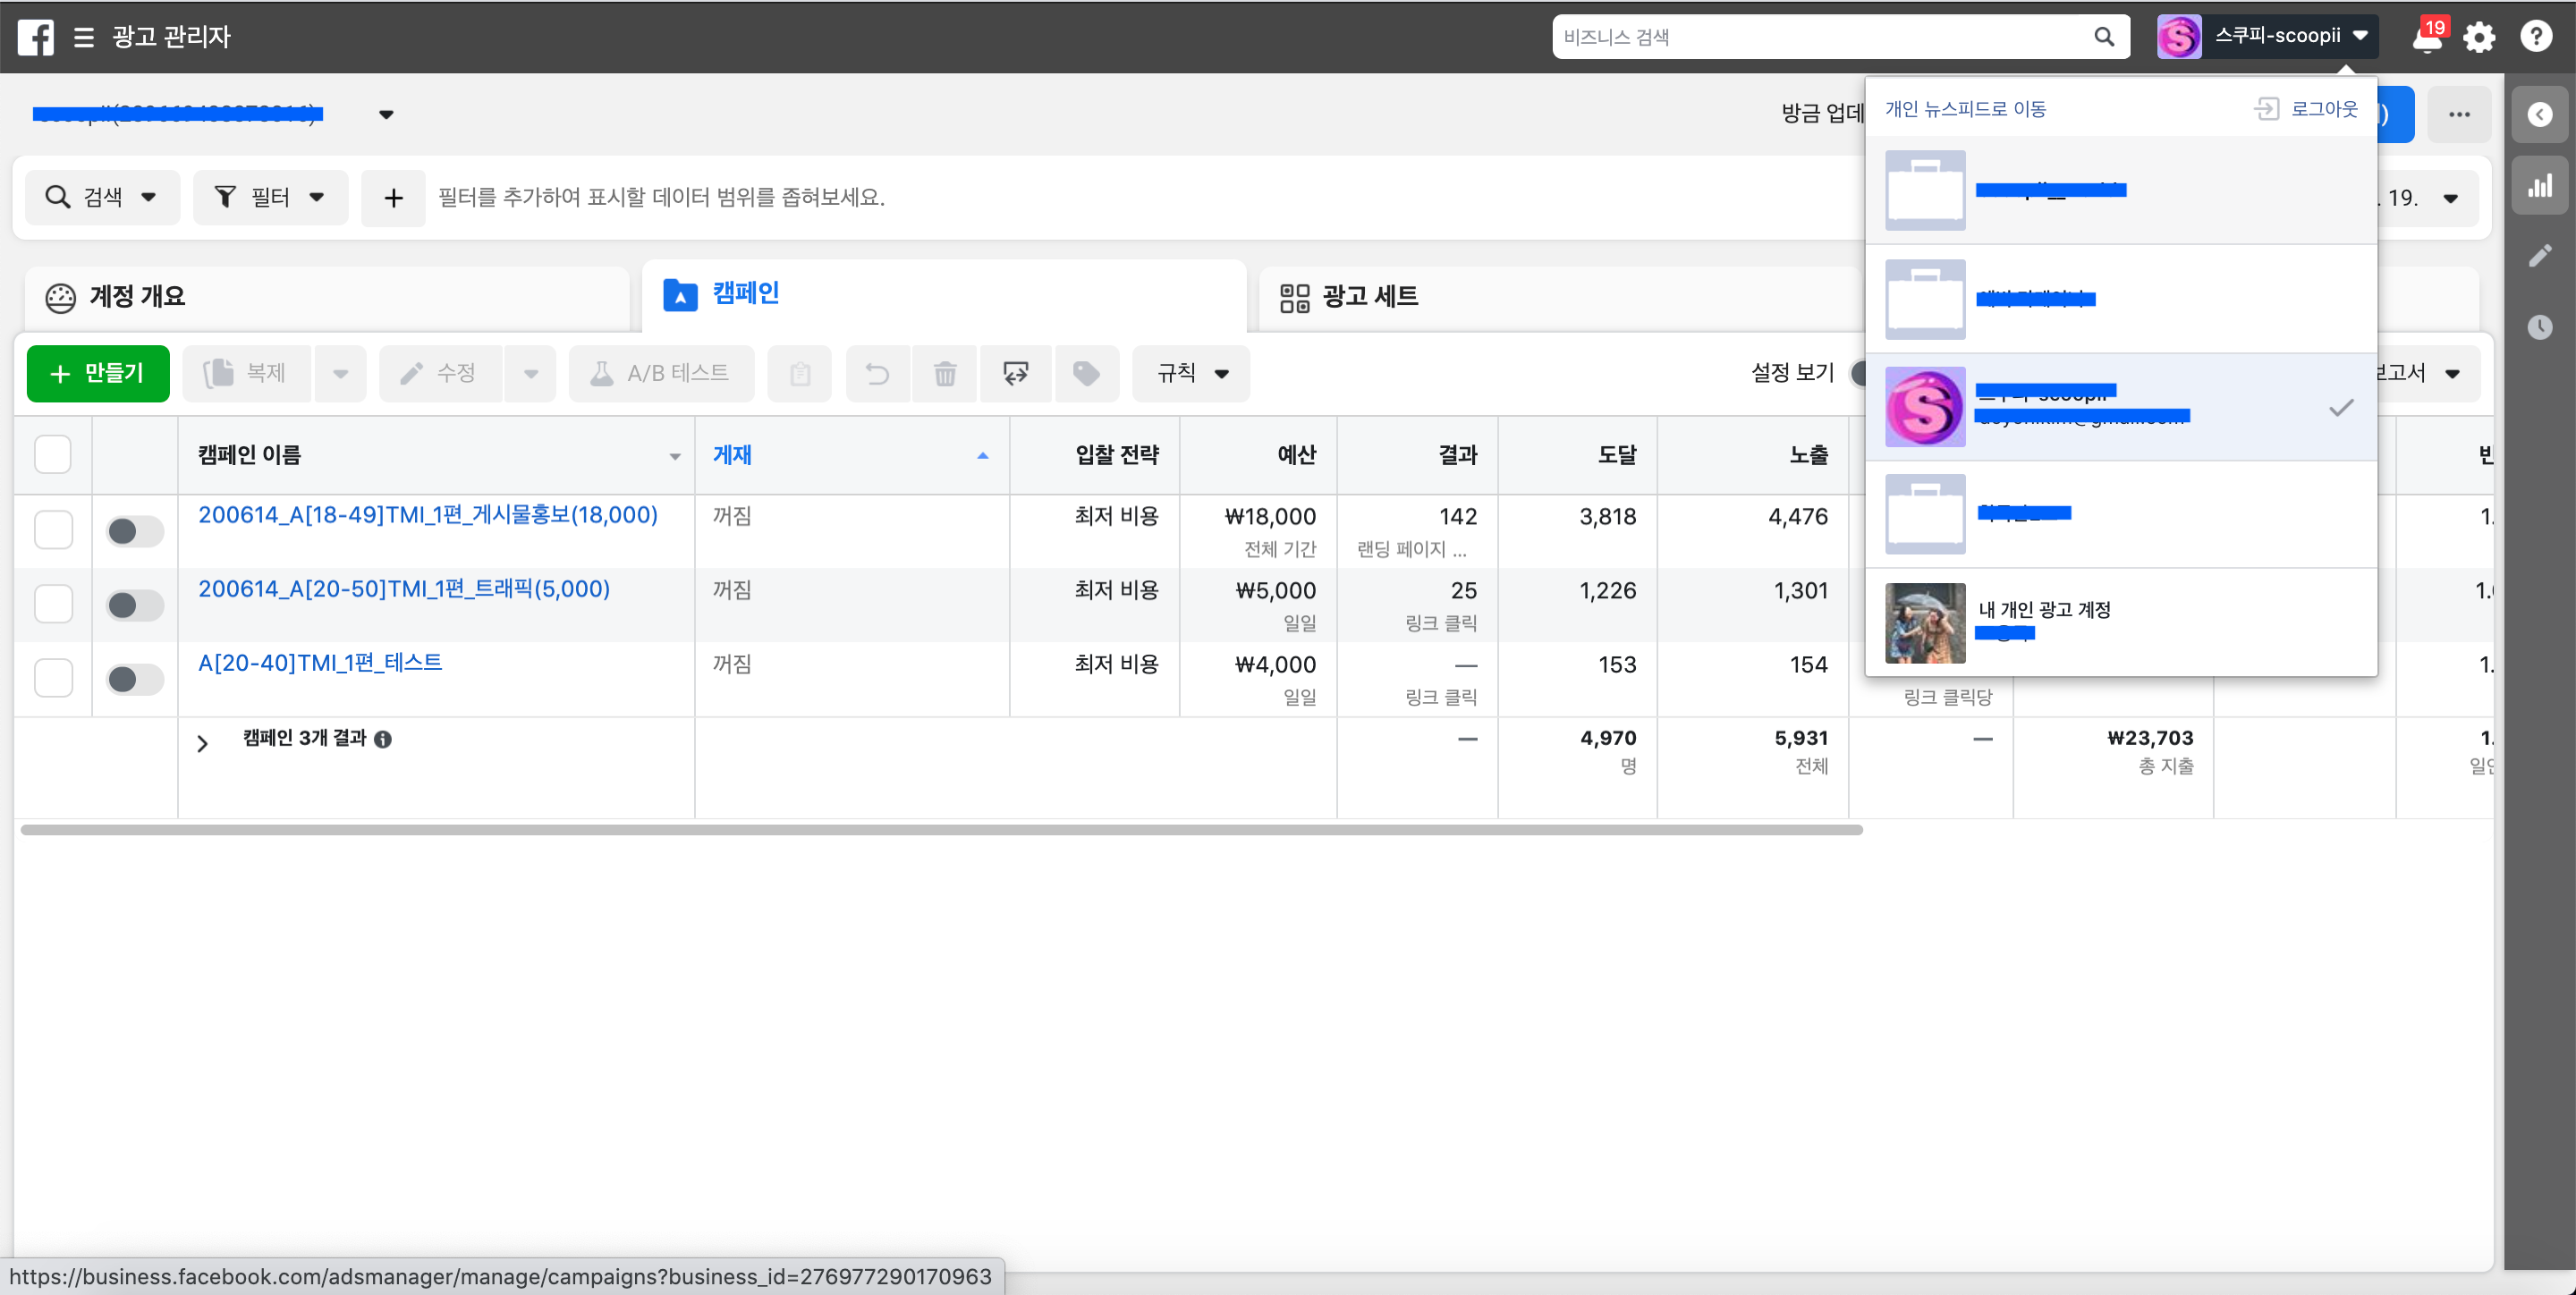 광고 관리자
비즈니스 검색
스쿠피-scoopii
19
방금 업데
개인 뉴스피드로 이동
로그아웃
검색
필터
필터를 추가하여 표시할 데이터 범위를 좁혀보세요.
19.
계정 개요
캠페인
광고 세트
만들기
복제
수정
A/B 테스트
규칙
설정 보기
보고서
캠페인 이름
게재
입찰 전략
예산
결과
도달
노출
200614_A[18-49]TMI_1편_게시물홍보(18,000)
꺼짐
최저 비용
₩18,000
전체 기간
142
랜딩 페이지 ...
3,818
4,476
1.
200614_A[20-50]TMI_1편_트래픽(5,000)
꺼짐
최저 비용
₩5,000
일일
25
링크 클릭
1,226
1,301
A[20-40]TMI_1편_테스트
꺼짐
최저 비용
₩4,000
일일
—
링크 클릭
153
154
링크 클릭당
1.
내 개인 광고 계정
캠페인 3개 결과
—
4,970
명
5,931
전체
—
₩23,703
총 지출
1.
https://business.facebook.com/adsmanager/manage/campaigns?business_id=276977290170963